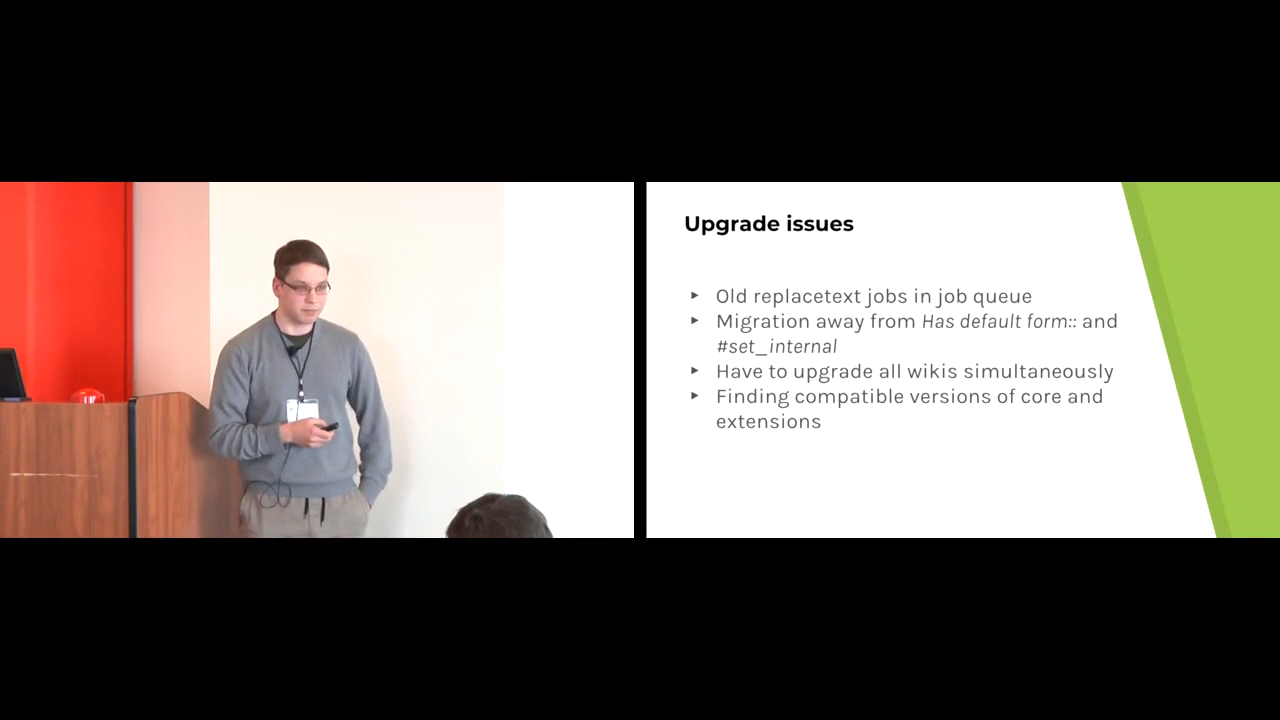 Upgrade issues
Old replacetext jobs in job queue
Migration away from Has default form:: and
#set_internal
Have to upgrade all wikis simultaneously
Finding compatible versions of core and
extensions